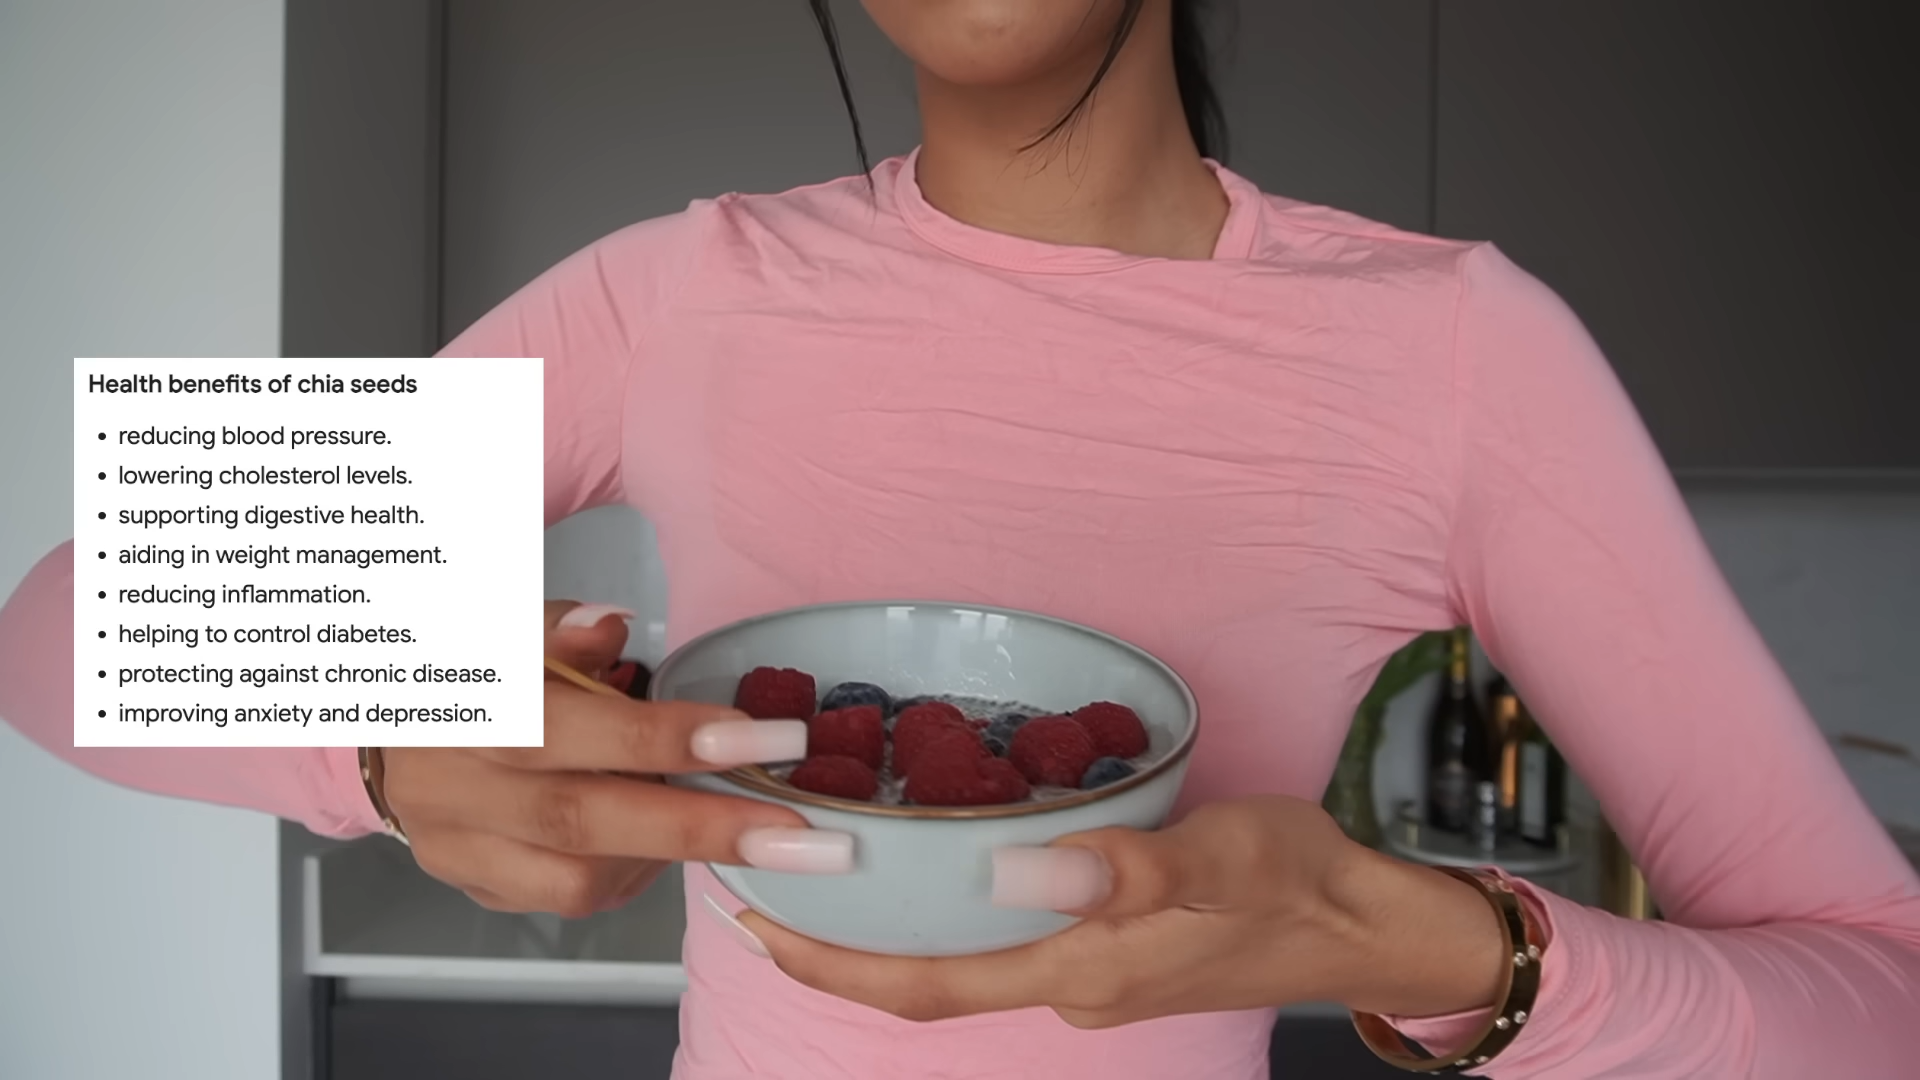 Health benefits of chia seeds
• reducing blood pressure.
• lowering cholesterol levels.
• supporting digestive health.
• aiding in weight management.
• reducing inflammation.
• helping to control diabetes.
• protecting against chronic disease.
• improving anxiety and depression.